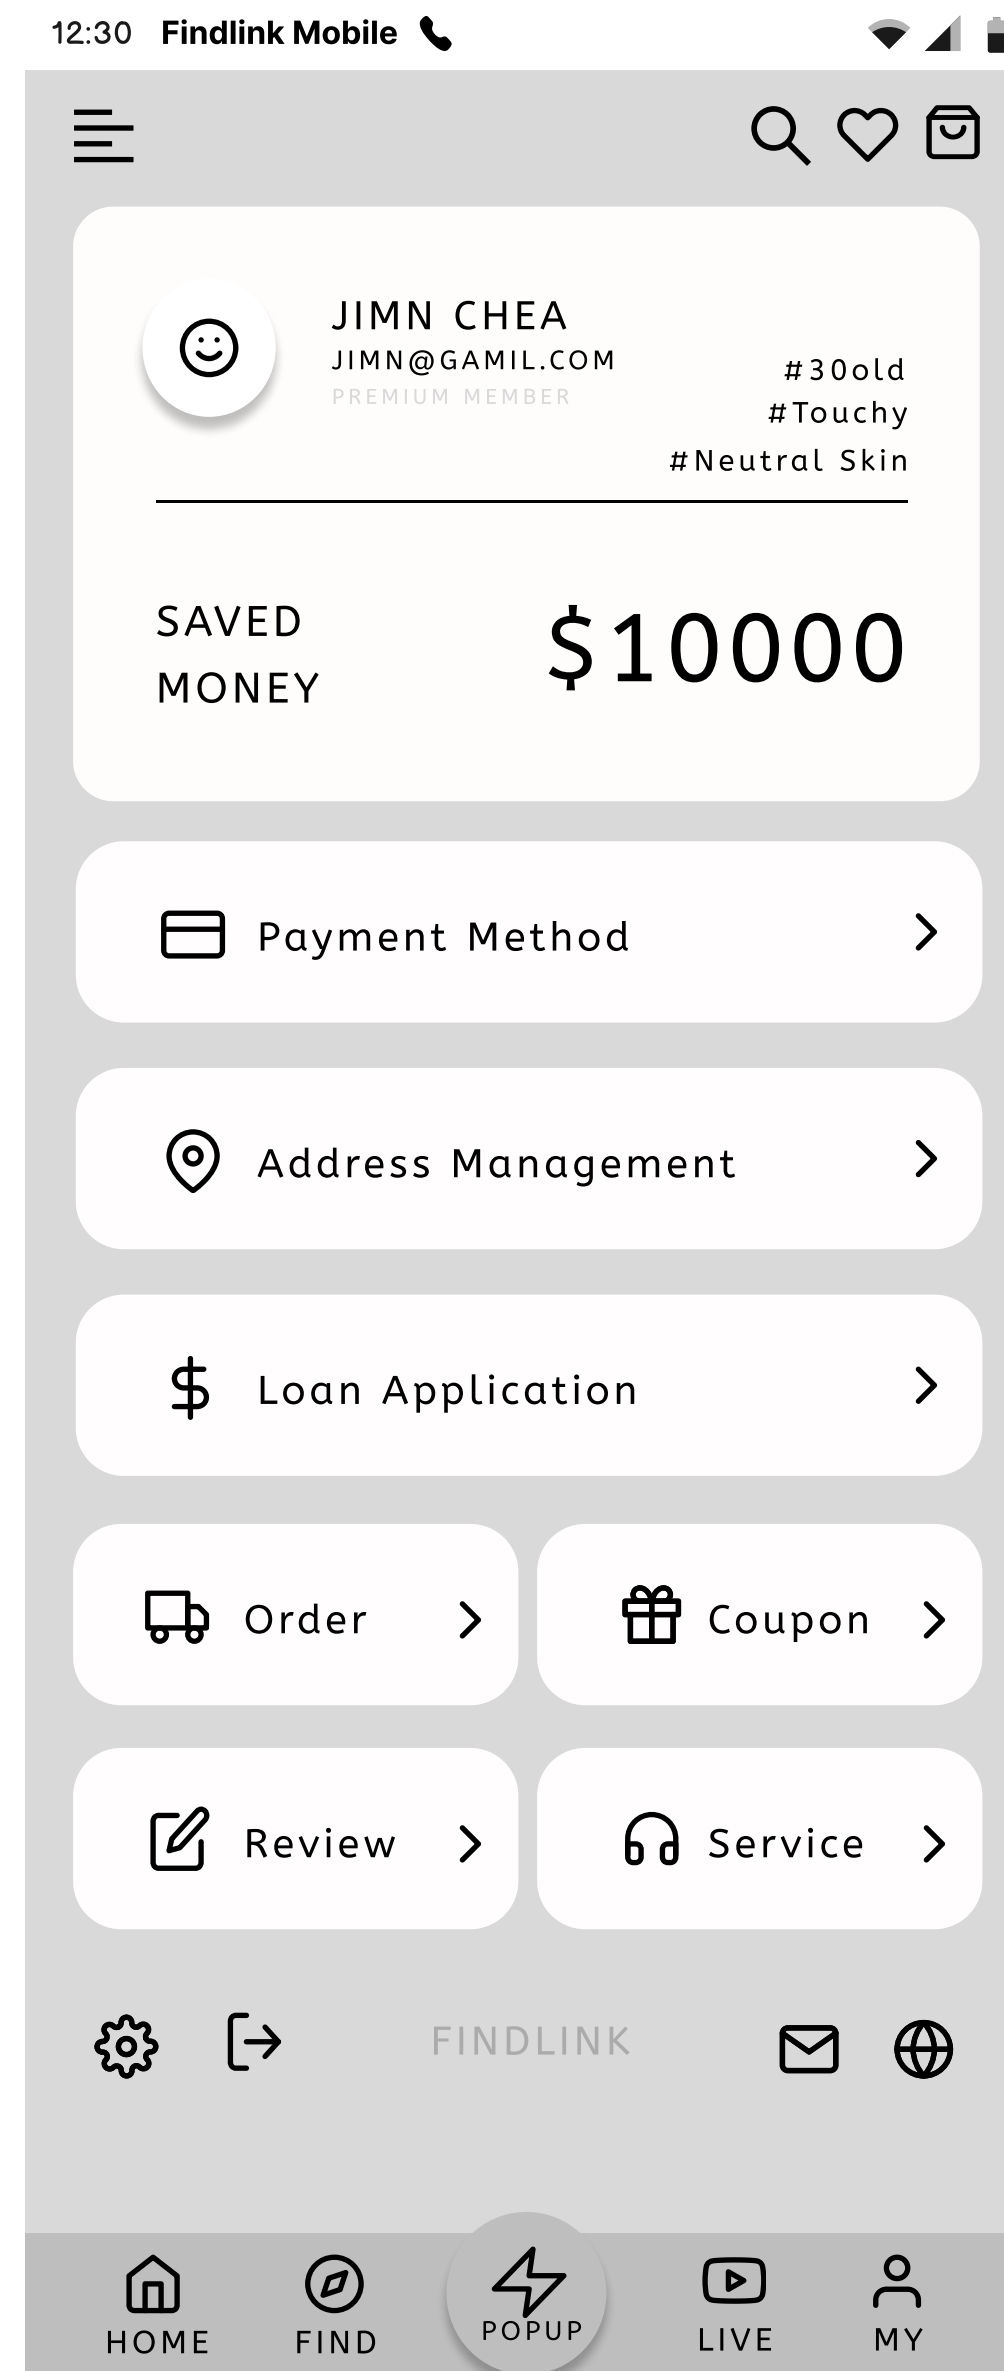 12:30 Findlink Mobile
JIMN CHEA
JIMN@GAMIL.COM
PREMIUM MEMBER
#30old
#Touchy
#Neutral Skin
SAVED
MONEY
$10000
Payment Method
Address Management
Loan Application
Order
Coupon
Review
Service
FINDLINK
HOME
FIND
POPUP
LIVE
MY